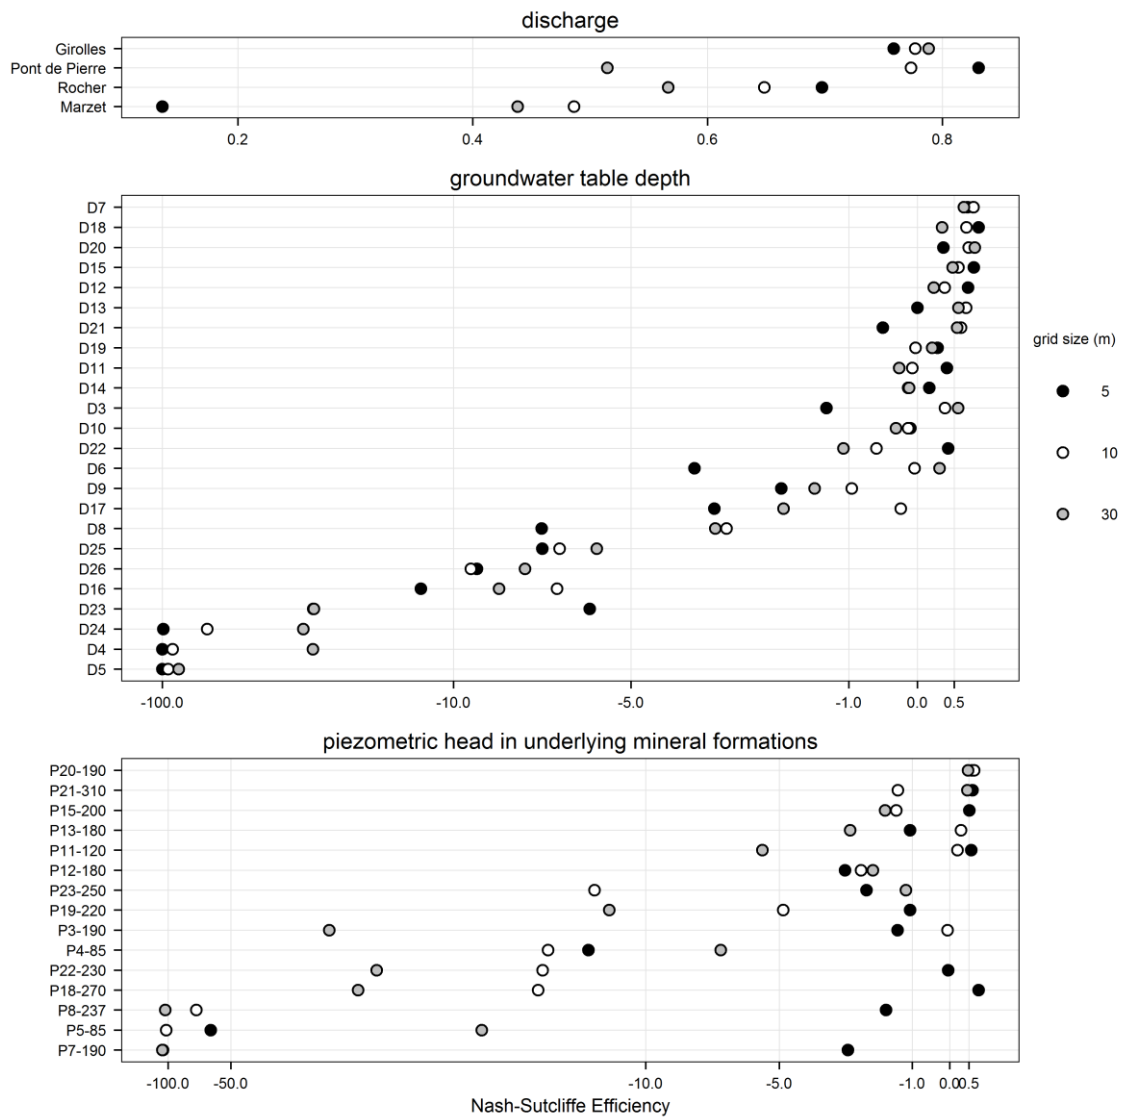 discharge
Girolles
Pont de Pierre
Rocher
Marzet
0.2 0.4 0.6 0.8
groundwater table depth
D7
D18
D20
D15
D12
D13
D21
D19
D11
D14
D3
D10
D22
D6
D9
D17
D8
D25
D26
D16
D23
D24
D4
D5
-100.0 -10.0 -5.0 -1.0 0.0 0.5
grid size (m)
5
10
30
piezometric head in underlying mineral formations
P20-190
P21-310
P15-200
P13-180
P11-120
P12-180
P23-250
P19-220
P3-190
P4-85
P22-230
P18-270
P8-237
P5-85
P7-190
-100.0 -50.0 -10.0 -5.0 -1.0 0.0 0.5
Nash-Sutcliffe Efficiency